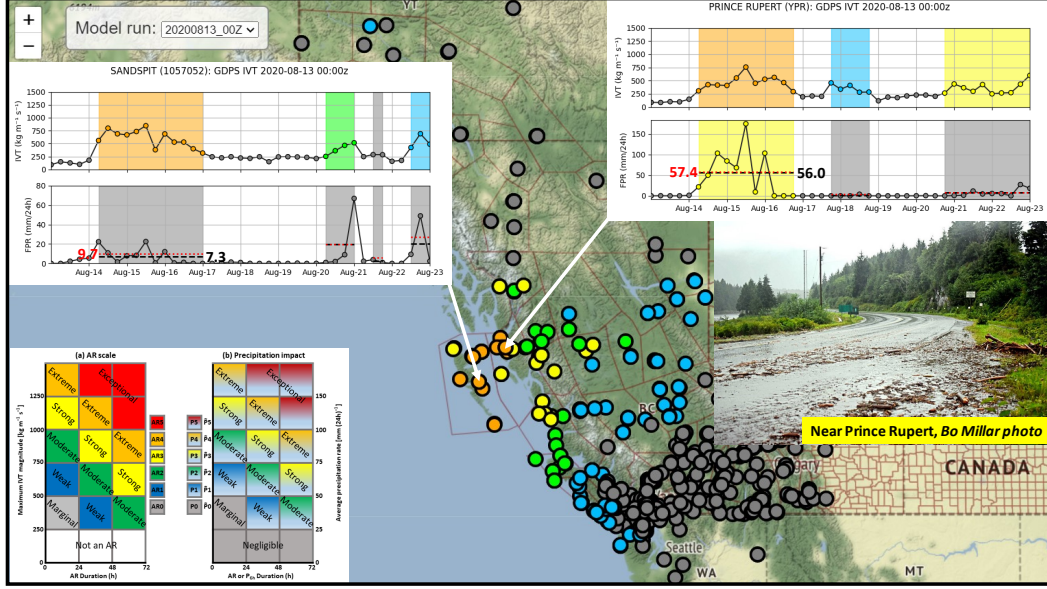 +
−
Model run: 20200813_00Z
YT
SANDSPIT (1057052): GDPS IVT 2020-08-13 00:00z
IVT (kg m⁻¹ s⁻¹)
1500
1250
1000
750
500
250
FPR (mm/24h)
80
60
40
20
0
9.7
7.3
Aug-14 Aug-15 Aug-16 Aug-17 Aug-18 Aug-19 Aug-20 Aug-21 Aug-22 Aug-23
PRINCE RUPERT (YPR): GDPS IVT 2020-08-13 00:00z
IVT (kg m⁻¹ s⁻¹)
1500
1250
1000
750
500
250
0
FPR (mm/24h)
150
100
50
0
57.4
56.0
Aug-14 Aug-15 Aug-16 Aug-17 Aug-18 Aug-19 Aug-20 Aug-21 Aug-22 Aug-23
Near Prince Rupert, Bo Millar photo
BC
Calgary
CANADA
Seattle
WA
MT
(a) AR scale
Maximum IVT magnitude [kg m⁻¹ s⁻¹]
1250
1000
750
500
250
0
Extreme
Exceptional
Strong
Extreme
Moderate
Strong
Extreme
Weak
Moderate
Strong
Marginal
Weak
Moderate
Not an AR
0 24 48 72
AR Duration (h)
AR5
AR4
AR3
AR2
AR1
AR0
P5
P4
P3
P2
P1
P0
(b) Precipitation impact
Extreme
Exceptional
Strong
Extreme
Moderate
Strong
Extreme
Weak
Moderate
Strong
Marginal
Weak
Moderate
Negligible
150
100
75
50
25
0
Average precipitation rate [mm (24h)⁻¹]
0 24 48 72